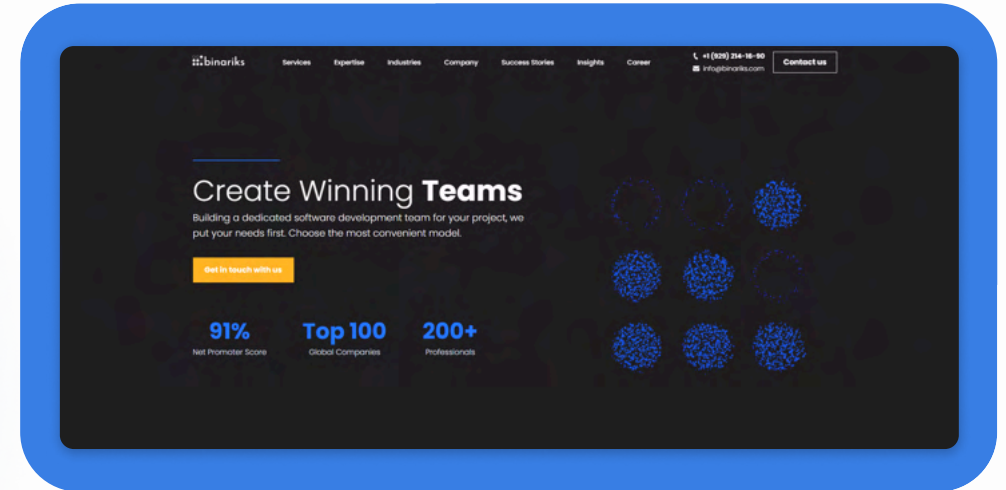 binariks
Services Expertise Industries Company Success Stories Insights Career
+1 (929) 214-16-90
info@binariks.com
Contact us
Create Winning Teams
Building a dedicated software development team for your project, we
put your needs first. Choose the most convenient model.
Get in touch with us
91% Top 100 200+
Net Promoter Score Global Companies Professionals